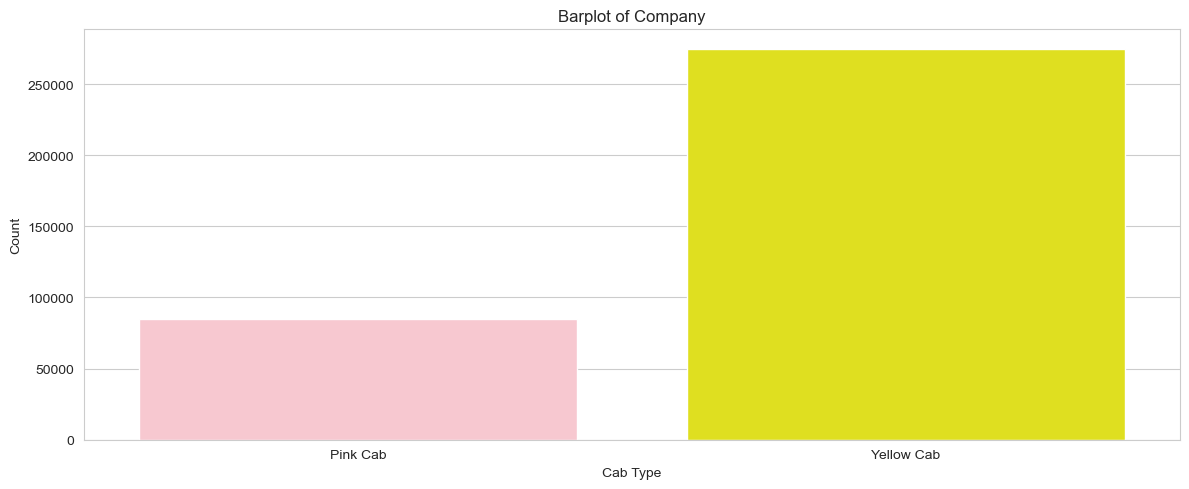 Barplot of Company
Count
250000
200000
150000
100000
50000
0
Pink Cab
Yellow Cab
Cab Type